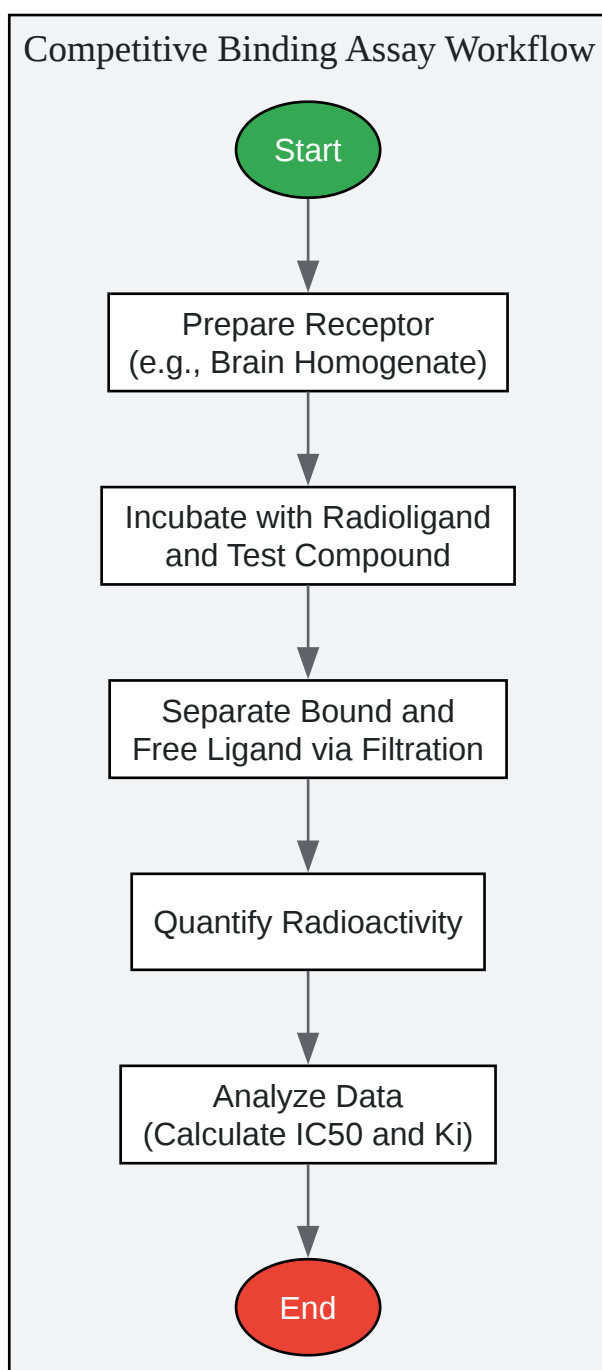 Competitive Binding Assay Workflow
Start
Prepare Receptor
(e.g., Brain Homogenate)
Incubate with Radioligand
and Test Compound
Separate Bound and
Free Ligand via Filtration
Quantify Radioactivity
Analyze Data
(Calculate IC50 and Ki)
End